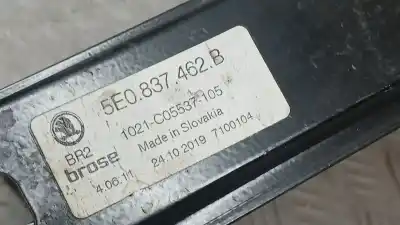 5E0.837.462.B
1021-C05537-105
BR2
Made in Slovakia
brose
24.10.2019 7100104
4.06.11